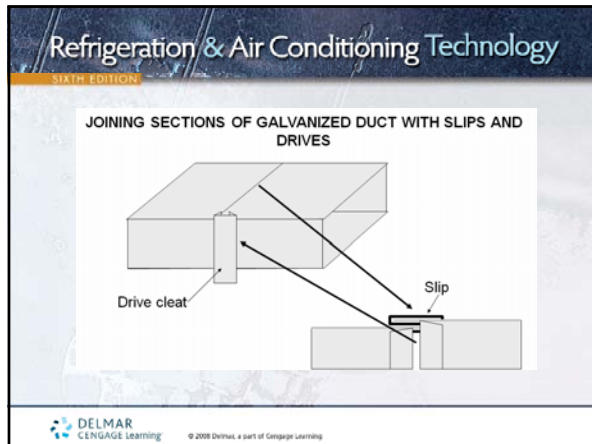 Refrigeration & Air Conditioning Technology
SIXTH EDITION
JOINING SECTIONS OF GALVANIZED DUCT WITH SLIPS AND
DRIVES
Drive cleat
Slip
DELMAR
CENGAGE Learning
© 2008 Delmar, a part of Cengage Learning